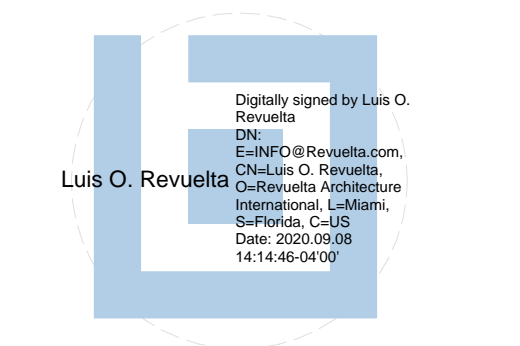 Luis O. Revuelta
Digitally signed by Luis O.
Revuelta
DN:
E=INFO@Revuelta.com,
CN=Luis O. Revuelta,
O=Revuelta Architecture
International, L=Miami,
S=Florida, C=US
Date: 2020.09.08
14:14:46-04'00'